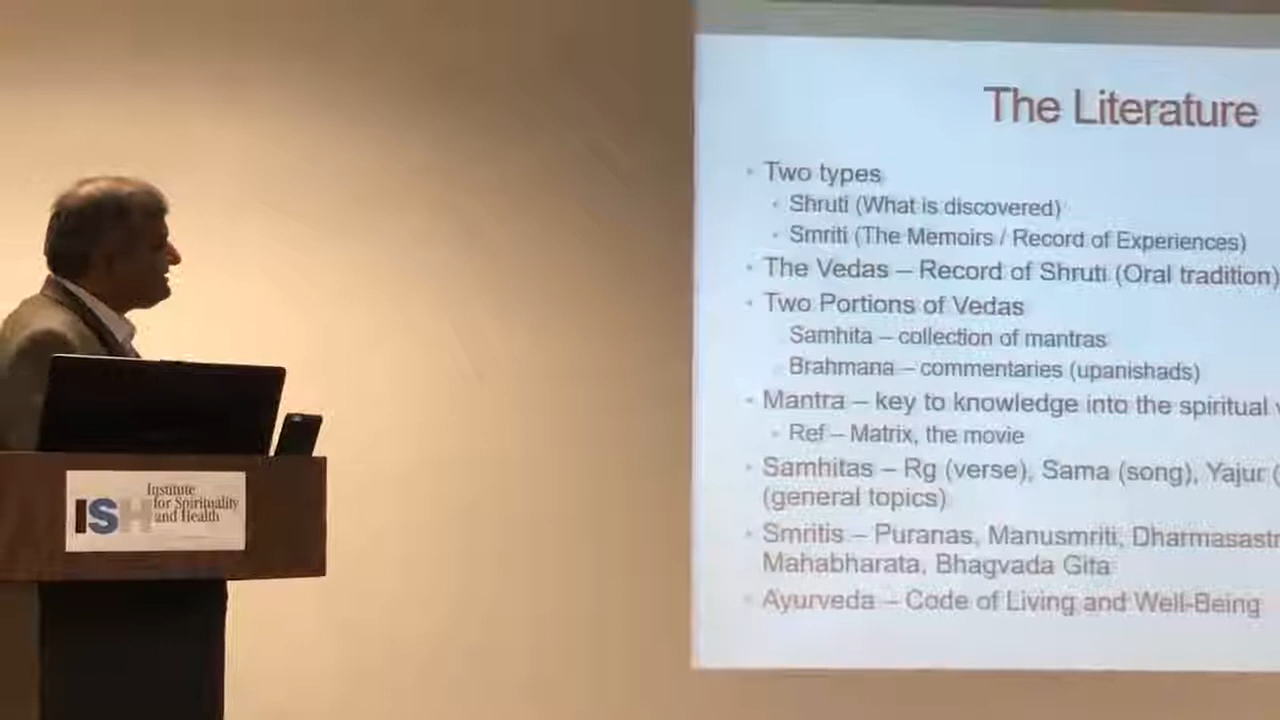 The Literature
Two types
Shruti (What is discovered)
Smriti (The Memoirs / Record of Experiences)
The Vedas – Record of Shruti (Oral tradition)
Two Portions of Vedas
Samhita – collection of mantras
Brahmana – commentaries (upanishads)
Mantra – key to knowledge into the spiritual
Ref – Matrix, the movie
Samhitas – Rg (verse), Sama (song), Yajur (
(general topics)
Smritis – Puranas, Manusmriti,
Mahabharata, Bhagvada Gita
Ayurveda – Code of Living and Well-Being
ISH
Institute
for Spirituality
and Health